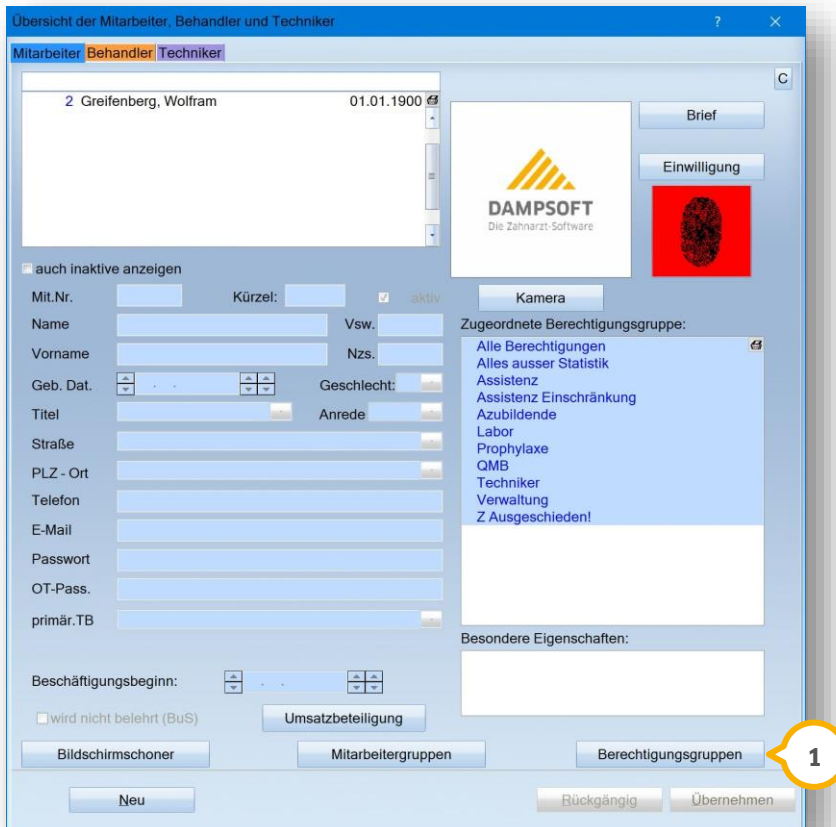 Übersicht der Mitarbeiter, Behandler und Techniker ? ×
Mitarbeiter Behandler Techniker
C
2 Greifenberg, Wolfram 01.01.1900
Brief
Einwilligung
DAMPSOFT
Die Zahnarzt-Software
auch inaktive anzeigen
Mit.Nr. Kürzel: aktiv Kamera
Name Vsw. Zugeordnete Berechtigungsgruppe:
Vorname Nzs.
Geb. Dat. Geschlecht:
Titel Anrede
Straße
PLZ - Ort
Telefon
E-Mail
Passwort
OT-Pass.
primär.TB
Alle Berechtigungen
Alles ausser Statistik
Assistenz
Assistenz Einschränkung
Azubildende
Labor
Prophylaxe
QMB
Techniker
Verwaltung
Z Ausgeschieden!
Besondere Eigenschaften:
Beschäftigungsbeginn:
wird nicht belehrt (BuS) Umsatzbeteiligung
Bildschirmschoner Mitarbeitergruppen Berechtigungsgruppen 1
Neu Rückgängig Übernehmen